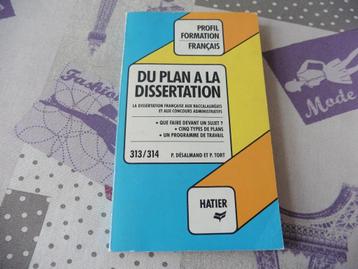 PROFIL
FORMATION
FRANÇAIS
DU PLAN A LA
DISSERTATION
LA DISSERTATION FRANÇAISE AUX BACCALAURÉATS
ET AUX CONCOURS ADMINISTRATIFS
• QUE FAIRE DEVANT UN SUJET ?
• CINQ TYPES DE PLANS
• UN PROGRAMME DE TRAVAIL
313/314
P. DÉSALMAND ET P. TORT
HATIER
Fashion
Mode